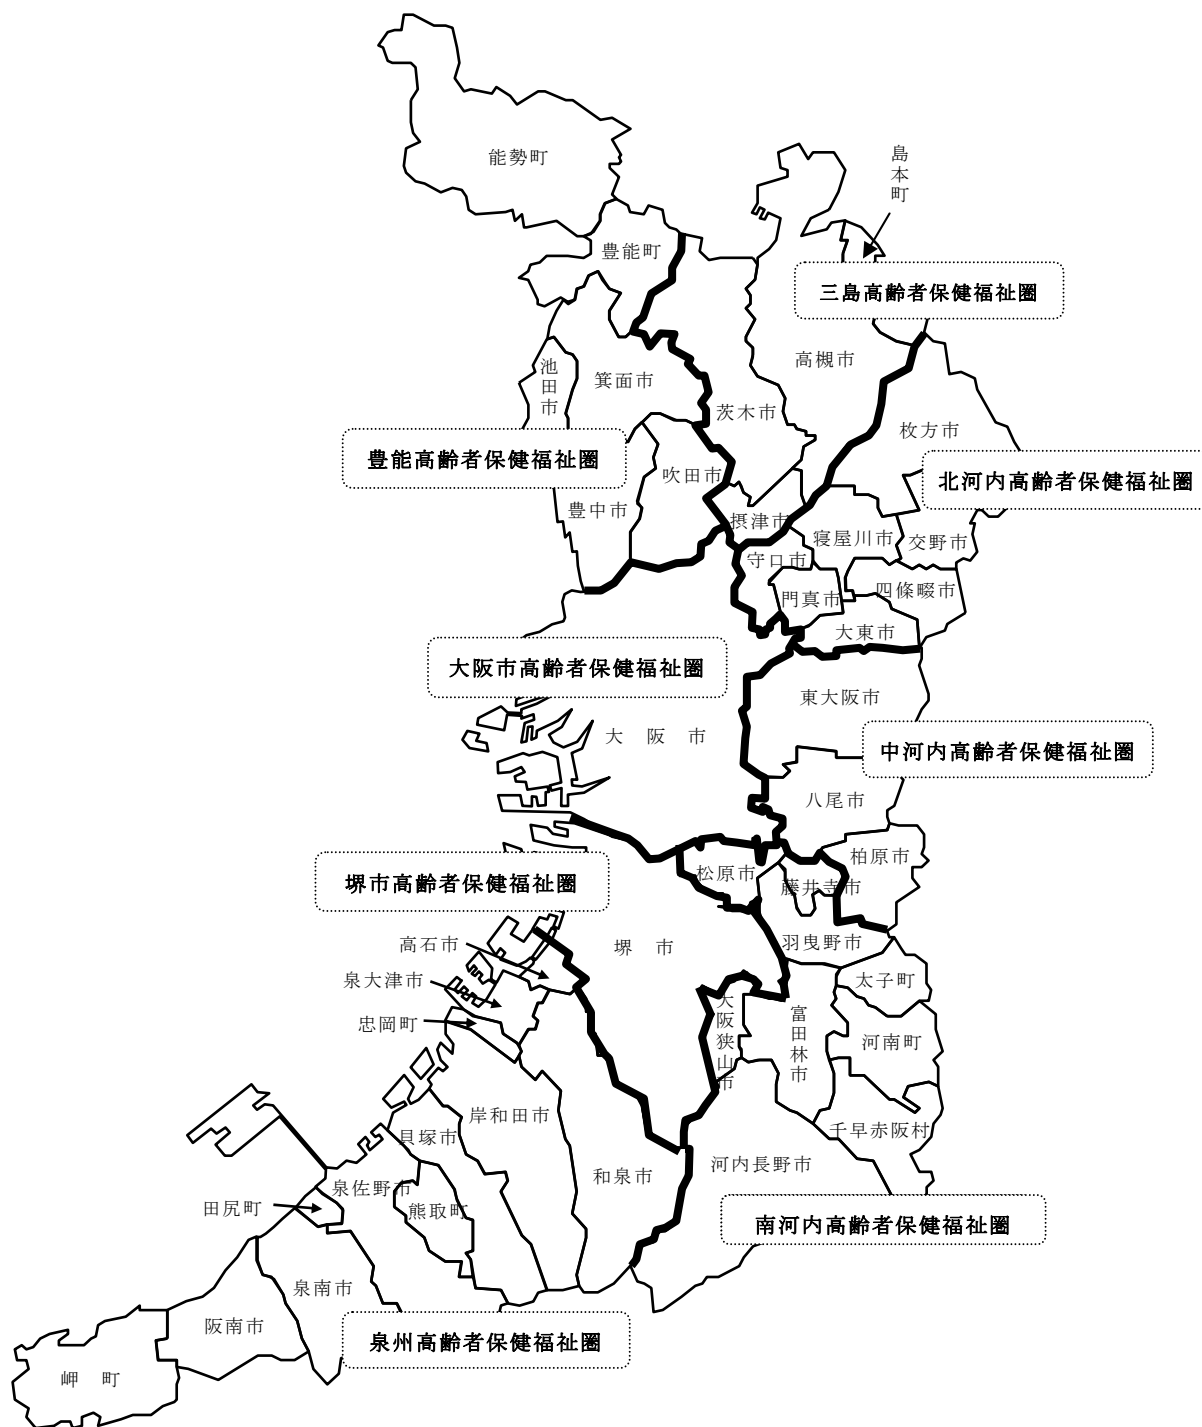 能勢町
島本町
豊能町
三島高齢者保健福祉圏
高槻市
池田市
箕面市
茨木市
枚方市
豊能高齢者保健福祉圏
吹田市
北河内高齢者保健福祉圏
豊中市
摂津市
寝屋川市
交野市
守口市
門真市
四條畷市
大東市
大阪市高齢者保健福祉圏
東大阪市
大阪市
中河内高齢者保健福祉圏
八尾市
柏原市
松原市
藤井寺市
堺市高齢者保健福祉圏
高石市
堺市
羽曳野市
泉大津市
太子町
忠岡町
大阪狭山市
富田林市
河南町
岸和田市
千早赤阪村
貝塚市
河内長野市
和泉市
泉佐野市
田尻町
熊取町
南河内高齢者保健福祉圏
泉南市
阪南市
泉州高齢者保健福祉圏
岬町